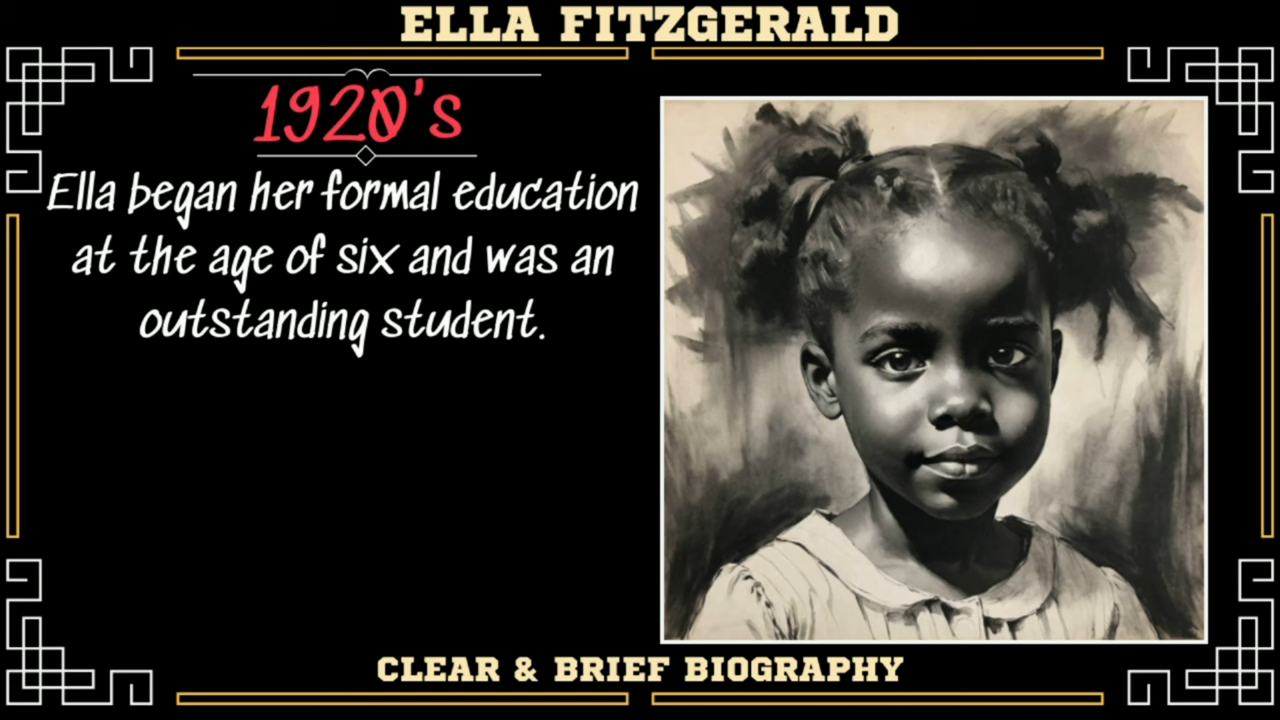 ELLA FITZGERALD
1920's
Ella began her formal education
at the age of six and was an
outstanding student.
CLEAR & BRIEF BIOGRAPHY